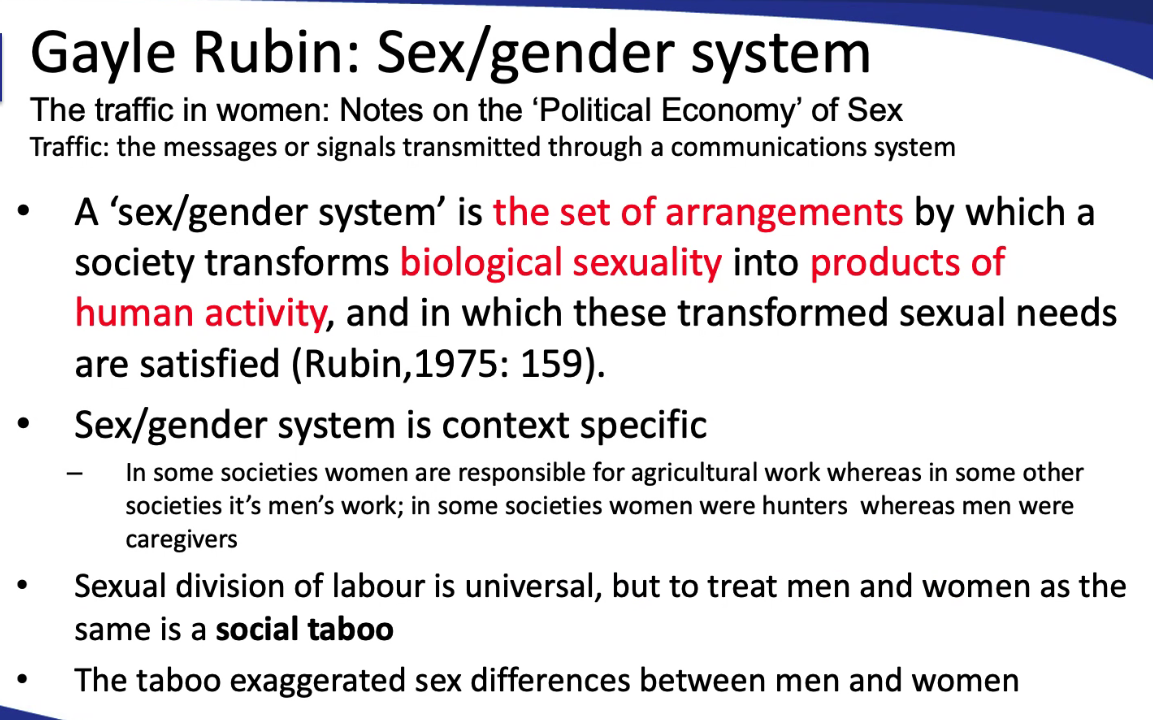 Gayle Rubin: Sex/gender system
The traffic in women: Notes on the ‘Political Economy’ of Sex
Traffic: the messages or signals transmitted through a communications system
• A ‘sex/gender system’ is the set of arrangements by which a
society transforms biological sexuality into products of
human activity, and in which these transformed sexual needs
are satisfied (Rubin,1975: 159).
• Sex/gender system is context specific
– In some societies women are responsible for agricultural work whereas in some other
societies it’s men’s work; in some societies women were hunters  whereas men were
caregivers
• Sexual division of labour is universal, but to treat men and women as the
same is a social taboo
• The taboo exaggerated sex differences between men and women